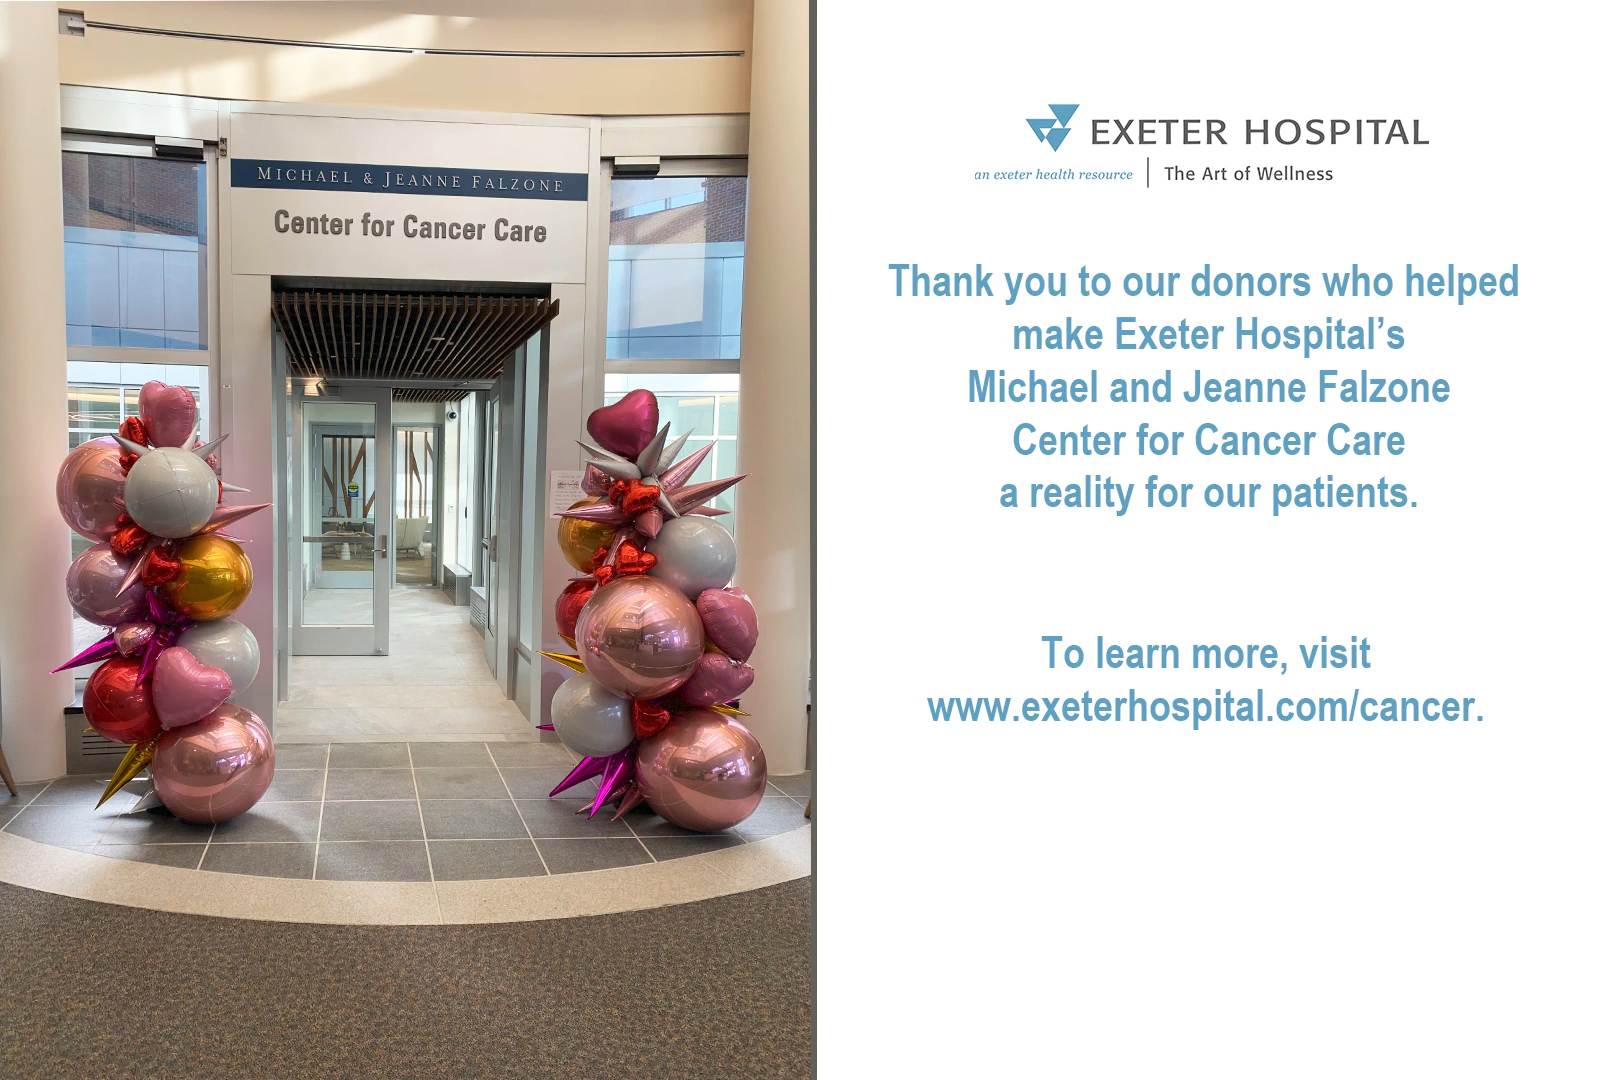 MICHAEL & JEANNE FALZONE
Center for Cancer Care
EXETER HOSPITAL
an exeter health resource | The Art of Wellness
Thank you to our donors who helped
make Exeter Hospital’s
Michael and Jeanne Falzone
Center for Cancer Care
a reality for our patients.
To learn more, visit
www.exeterhospital.com/cancer.